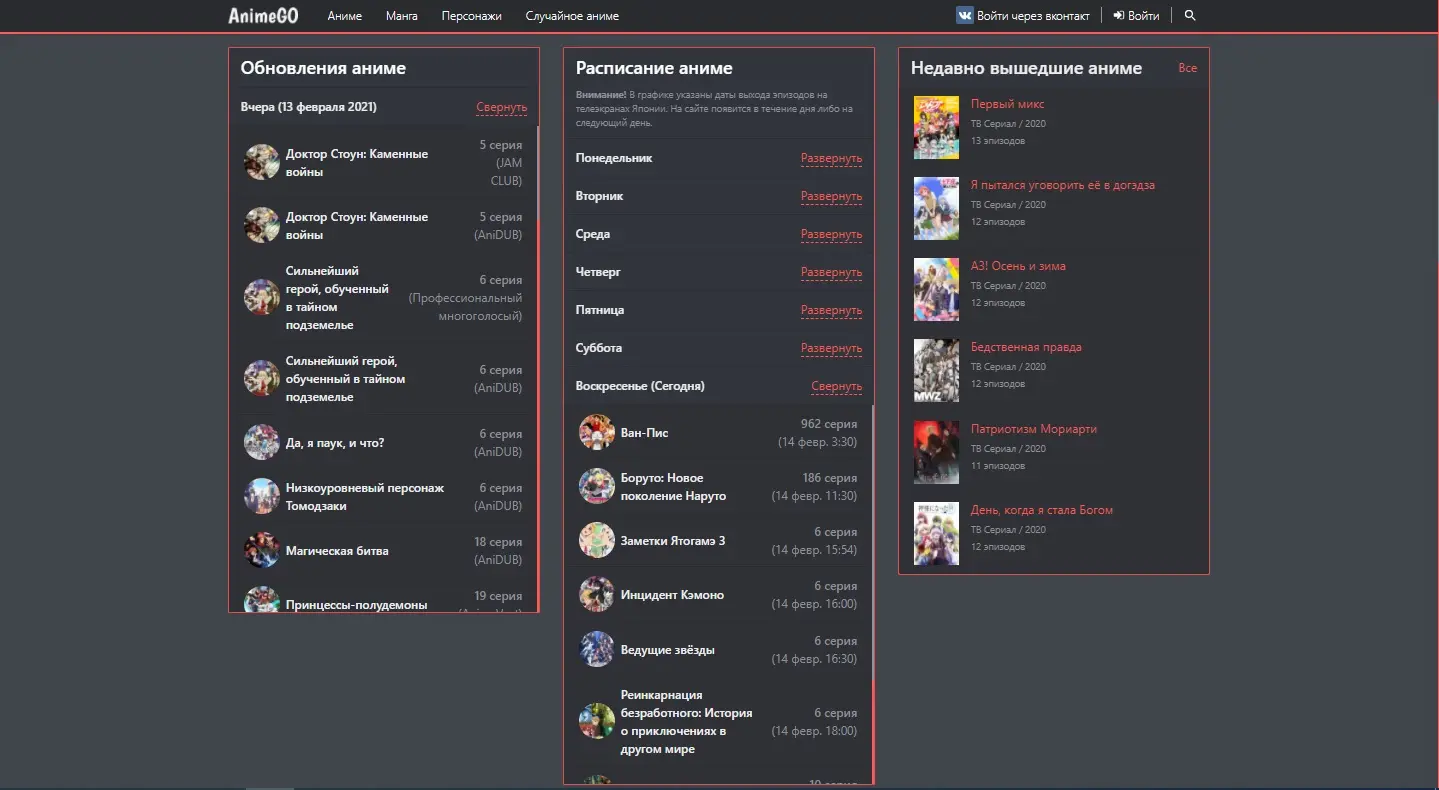 AnimeGO Аниме Манга Персонажи Случайное аниме Войти через вконтакт Войти
Обновления аниме
Вчера (13 февраля 2021) Свернуть
Доктор Стоун: Каменные
войны
5 серия
(JAM
CLUB)
Доктор Стоун: Каменные
войны
5 серия
(AniDUB)
Сильнейший
герой, обученный
в тайном
подземелье
6 серия
(Профессиональный
многоголосый)
Сильнейший герой,
обученный в тайном
подземелье
6 серия
(AniDUB)
Да, я паук, и что?
6 серия
(AniDUB)
Низкоуровневый персонаж
Томодзаки
6 серия
(AniDUB)
Магическая битва
18 серия
(AniDUB)
Принцессы-полудемоны
19 серия
Расписание аниме
Внимание! В графике указаны даты выхода эпизодов на
телеэкранах Японии. На сайте появится в течение дня либо на
следующий день.
Понедельник Развернуть
Вторник Развернуть
Среда Развернуть
Четверг Развернуть
Пятница Развернуть
Суббота Развернуть
Воскресенье (Сегодня) Свернуть
Ван-Пис
962 серия
(14 февр. 3:30)
Боруто: Новое
поколение Наруто
186 серия
(14 февр. 11:30)
Заметки Ятогамэ 3
6 серия
(14 февр. 15:54)
Инцидент Кэмоно
6 серия
(14 февр. 16:00)
Ведущие звёзды
6 серия
(14 февр. 16:30)
Реинкарнация
безработного: История
о приключениях в
другом мире
6 серия
(14 февр. 18:00)
Недавно вышедшие аниме Все
Первый микс
ТВ Сериал / 2020
13 эпизодов
Я пытался уговорить её в догэдза
ТВ Сериал / 2020
12 эпизодов
A3! Осень и зима
ТВ Сериал / 2020
12 эпизодов
MWZ
Бедственная правда
ТВ Сериал / 2020
12 эпизодов
Патриотизм Мориарти
ТВ Сериал / 2020
11 эпизодов
День, когда я стала Богом
ТВ Сериал / 2020
12 эпизодов